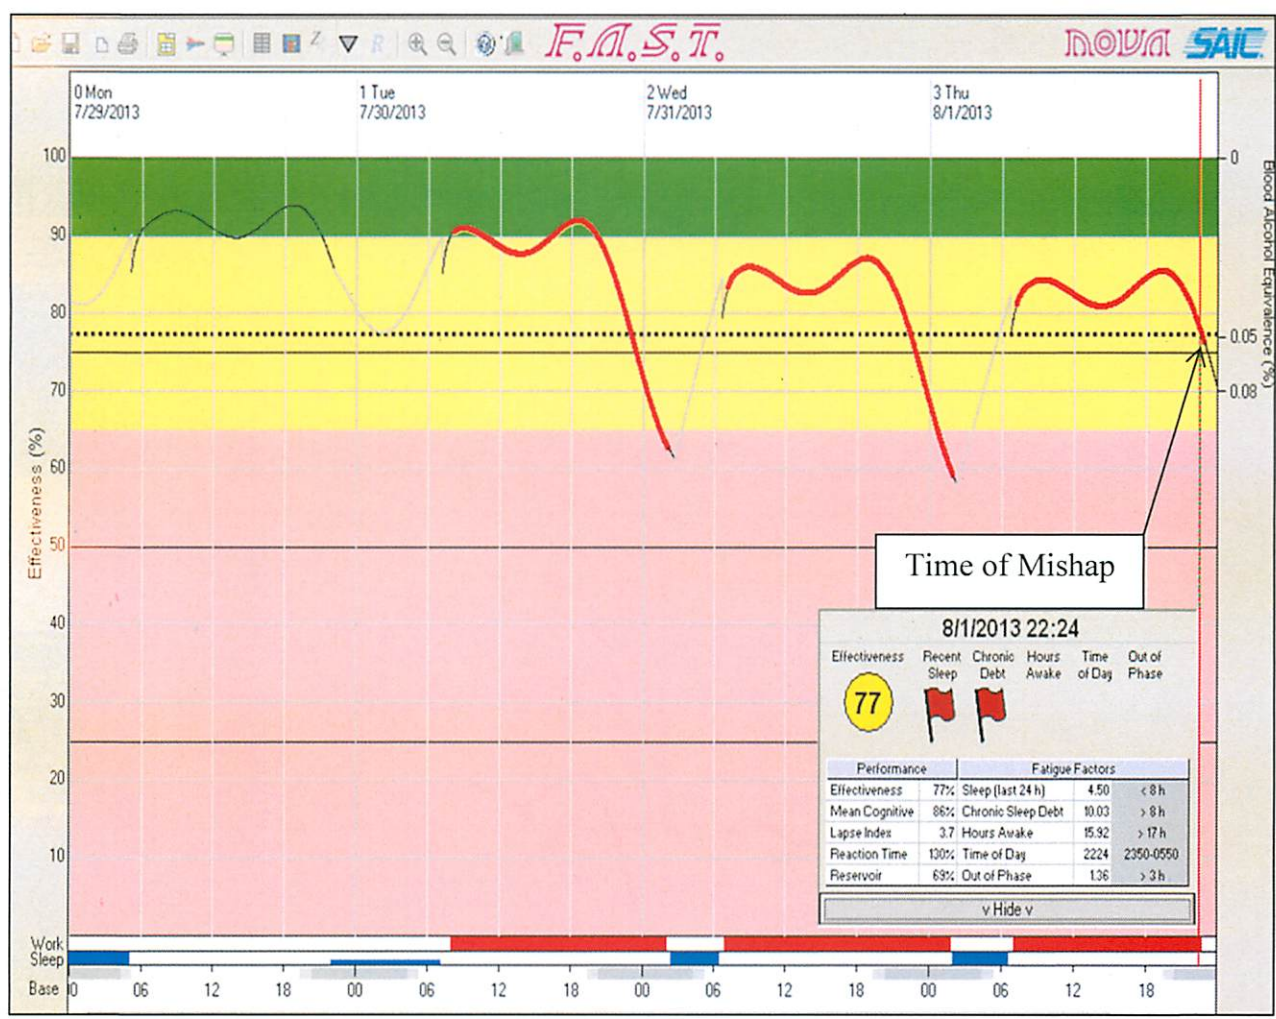 F.A.S.T.
NOVA SAIC
0 Mon
7/29/2013
1 Tue
7/30/2013
2 Wed
7/31/2013
3 Thu
8/1/2013
100
90
80
70
60
50
40
30
20
10
Effectiveness (%)
0
0.05
0.08
Blood Alcohol Equivalence (%)
Time of Mishap
8/1/2013 22:24
Effectiveness Recent Sleep Chronic Debt Hours Awake Time of Day Out of Phase
77
Performance Fatigue Factors
Effectiveness 77% Sleep (last 24 h) 4.50 < 8 h
Mean Cognitive 86% Chronic Sleep Debt 10.03 > 8 h
Lapse Index 3.7 Hours Awake 15.92 > 17 h
Reaction Time 130% Time of Day 2224 2350-0550
Reservoir 69% Out of Phase 1.36 > 3 h
v Hide v
Work
Sleep
Base 0 06 12 18 00 06 12 18 00 06 12 18 00 06 12 18